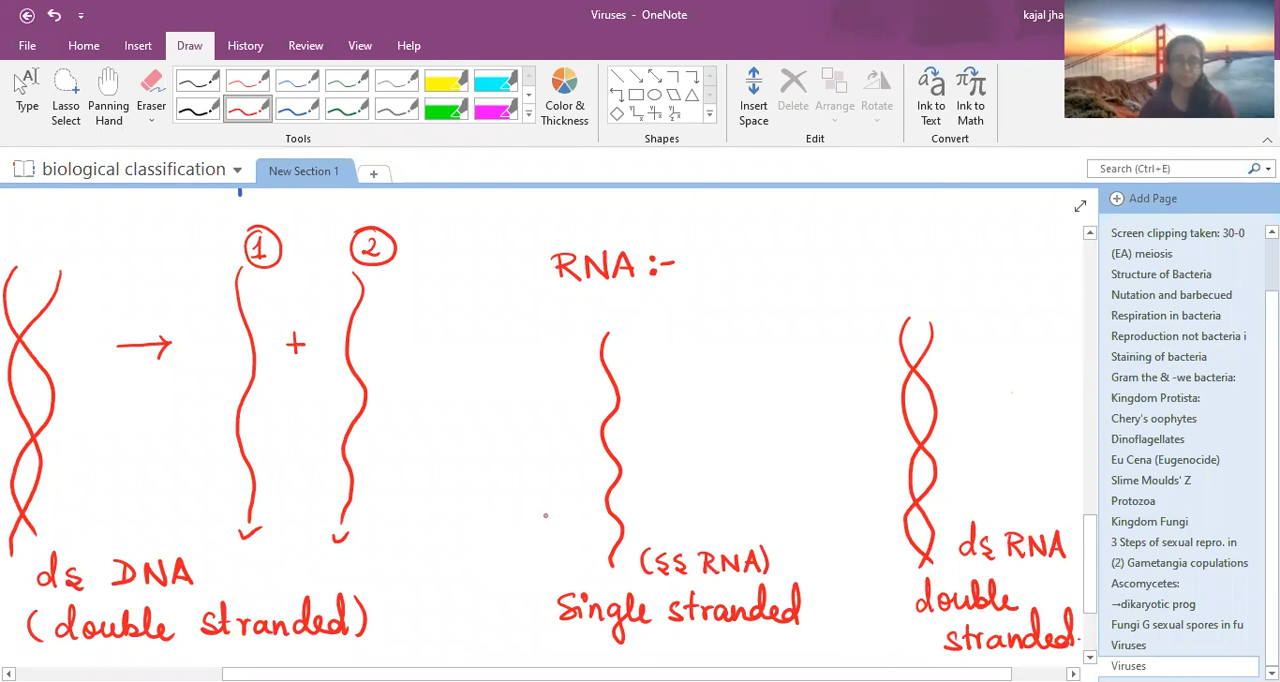 Viruses - OneNote
kajal jha
File Home Insert Draw History Review View Help
Type
Lasso Select
Panning Hand
Eraser
Color & Thickness
Insert Space
Delete
Arrange
Rotate
Ink to Text
Ink to Math
Tools
Shapes
Edit
Convert
biological classification
New Section 1
Search (Ctrl+E)
Add Page
Screen clipping taken: 30-0
(EA) meiosis
Structure of Bacteria
Nutation and barbecued
Respiration in bacteria
Reproduction not bacteria i
Staining of bacteria
Gram the & -we bacteria:
Kingdom Protista:
Chery's oophytes
Dinoflagellates
Eu Cena (Eugenocide)
Slime Moulds' Z
Protozoa
Kingdom Fungi
3 Steps of sexual repro. in
(2) Gametangia copulations
Ascomycetes:
→dikaryotic prog
Fungi G sexual spores in fu
Viruses
Viruses
1 2
+
RNA :-
ds DNA
(double stranded)
(ss RNA)
Single stranded
ds RNA
double
stranded.